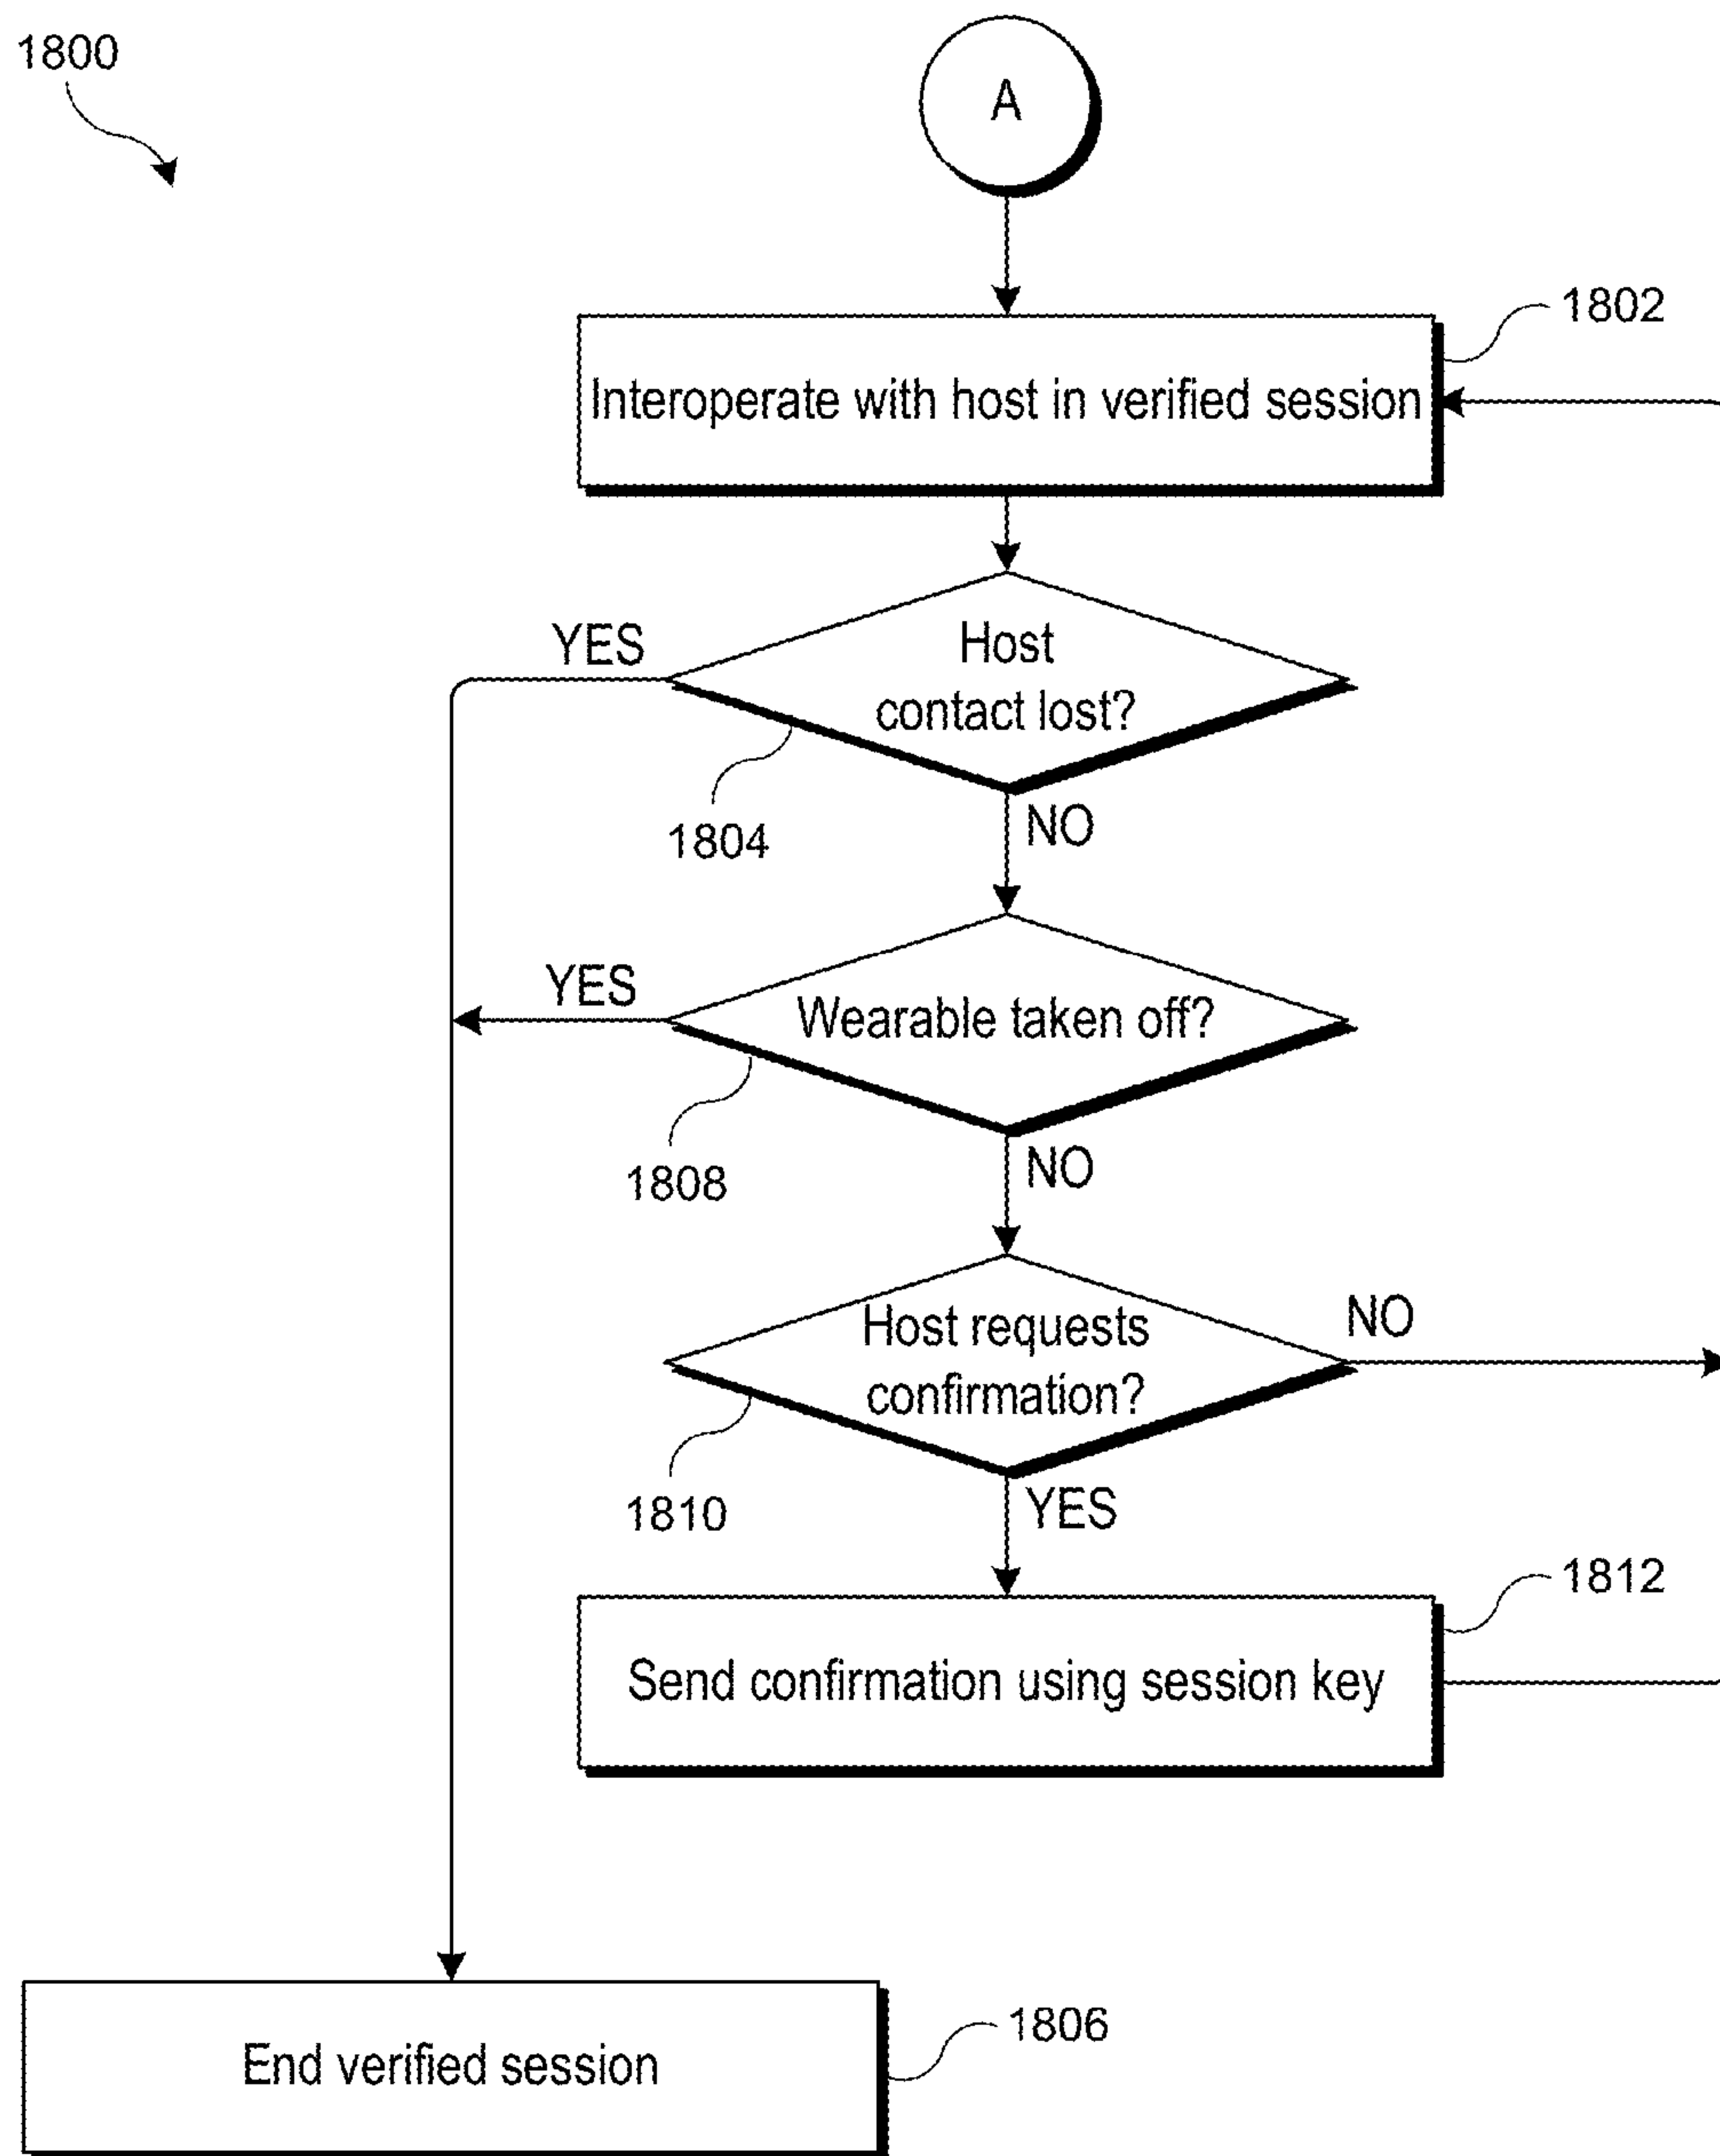 1800
A
1802
Interoperate with host in verified session
YES
Host
contact lost?
1804
NO
YES
Wearable taken off?
1808
NO
Host requests
confirmation?
NO
1810
YES
1812
Send confirmation using session key
1806
End verified session